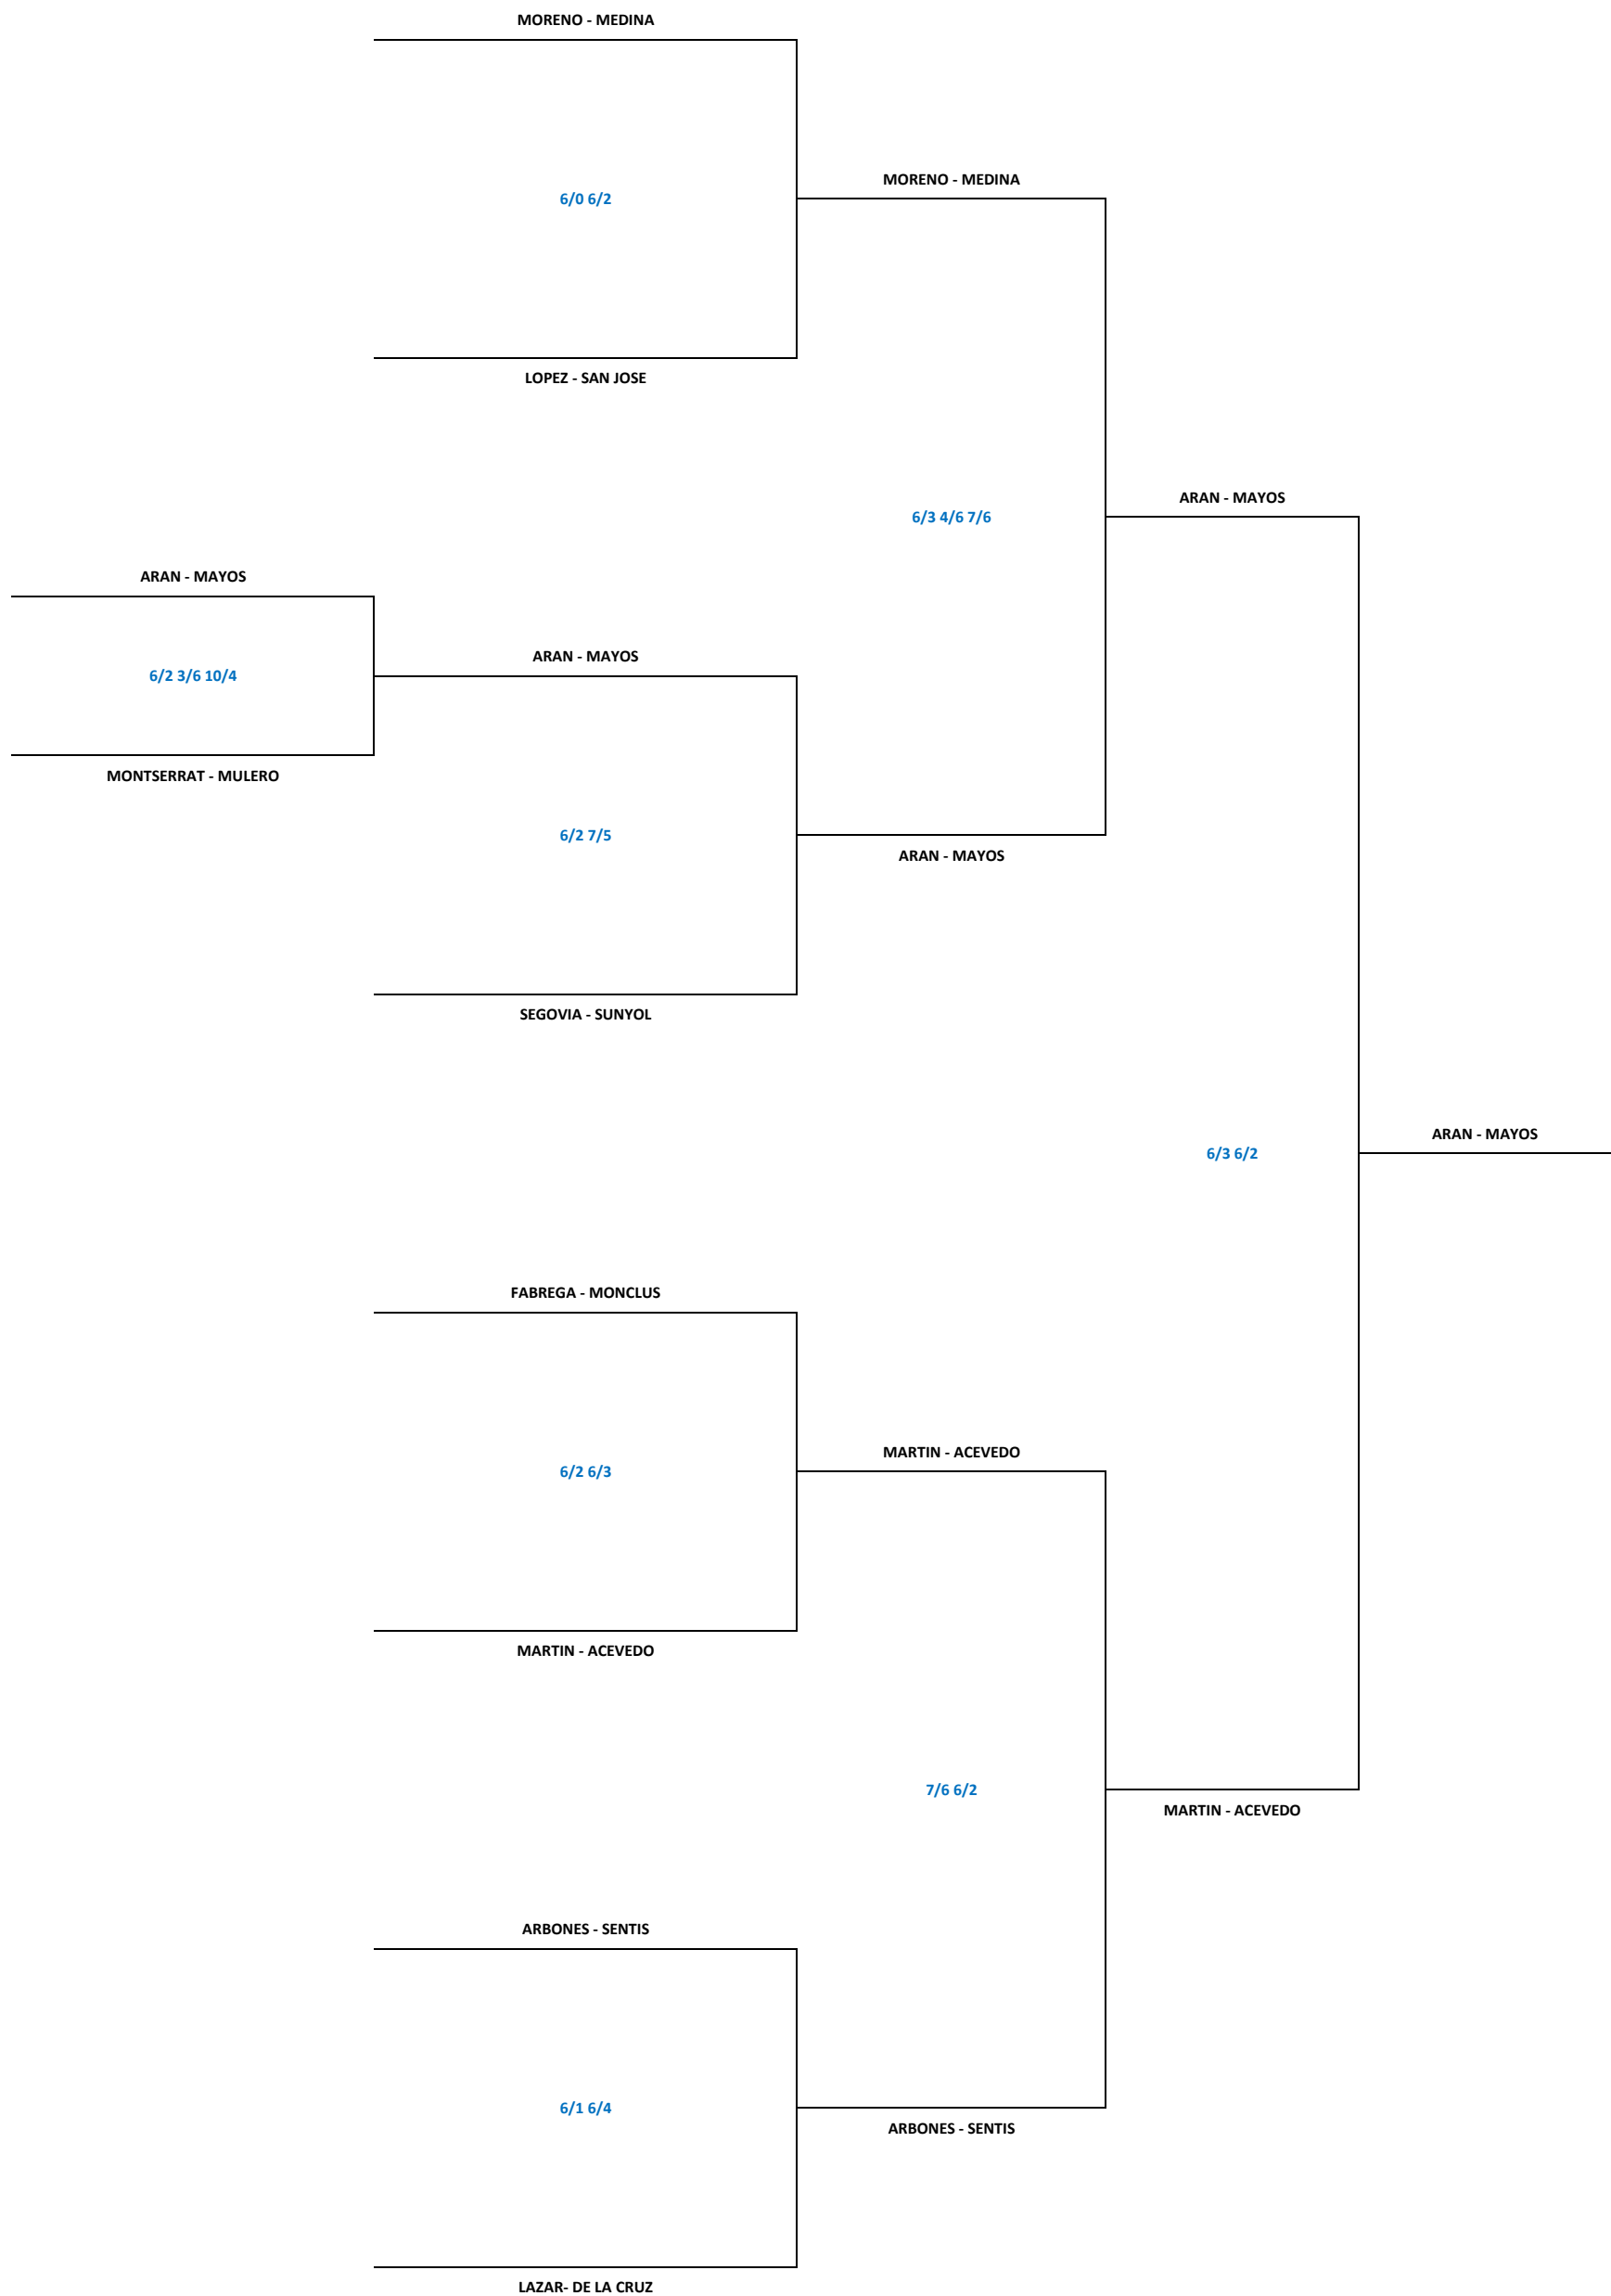 MORENO - MEDINA
MORENO - MEDINA
6/0 6/2
LOPEZ - SAN JOSE
ARAN - MAYOS
6/3 4/6 7/6
ARAN - MAYOS
ARAN - MAYOS
6/2 3/6 10/4
MONTSERRAT - MULERO
6/2 7/5
ARAN - MAYOS
SEGOVIA - SUNYOL
ARAN - MAYOS
6/3 6/2
FABREGA - MONCLUS
MARTIN - ACEVEDO
6/2 6/3
MARTIN - ACEVEDO
7/6 6/2
MARTIN - ACEVEDO
ARBONES - SENTIS
6/1 6/4
ARBONES - SENTIS
LAZAR- DE LA CRUZ